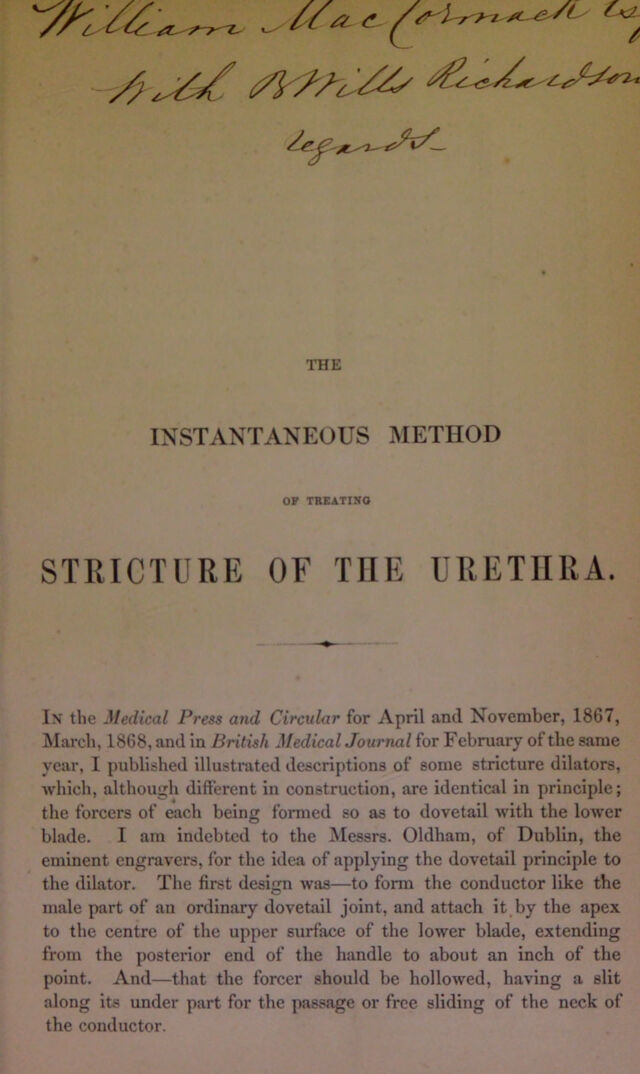 William Mac Cormack Esq
With B Wills Richardson
regards
THE
INSTANTANEOUS METHOD
OF TREATING
STRICTURE OF THE URETHRA.
IN the Medical Press and Circular for April and November, 1867,
March, 1868, and in British Medical Journal for February of the same
year, I published illustrated descriptions of some stricture dilators,
which, although different in construction, are identical in principle;
the forcers of each being formed so as to dovetail with the lower
blade. I am indebted to the Messrs. Oldham, of Dublin, the
eminent engravers, for the idea of applying the dovetail principle to
the dilator. The first design was—to form the conductor like the
male part of an ordinary dovetail joint, and attach it by the apex
to the centre of the upper surface of the lower blade, extending
from the posterior end of the handle to about an inch of the
point. And—that the forcer should be hollowed, having a slit
along its under part for the passage or free sliding of the neck of
the conductor.